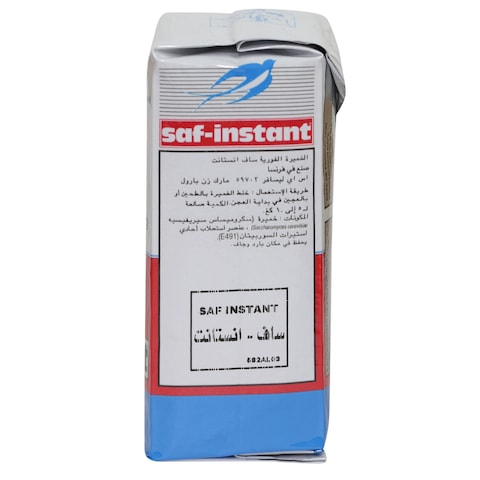 saf-instant
الخميرة الفورية ساف انستانت
صنع في فرنسا
اس اي ليسافر ٥٩٧٠٢ مارك زن بارول
طريقة الإستعمال: خلط الخميرة بالطحين أو
بالعجين في بداية العجن. الكمية صالحة
لـ ٥ إلى ١٠ كغ.
المكونات: خميرة (سكروميساس سيريفيسيه
Saccharomyces cerevisiae) ، عنصر استحلاب أحادي
أستيرات السوربيتان (E491).
يحفظ في مكان بارد وجاف.
SAF INSTANT
ساف -- انستانت